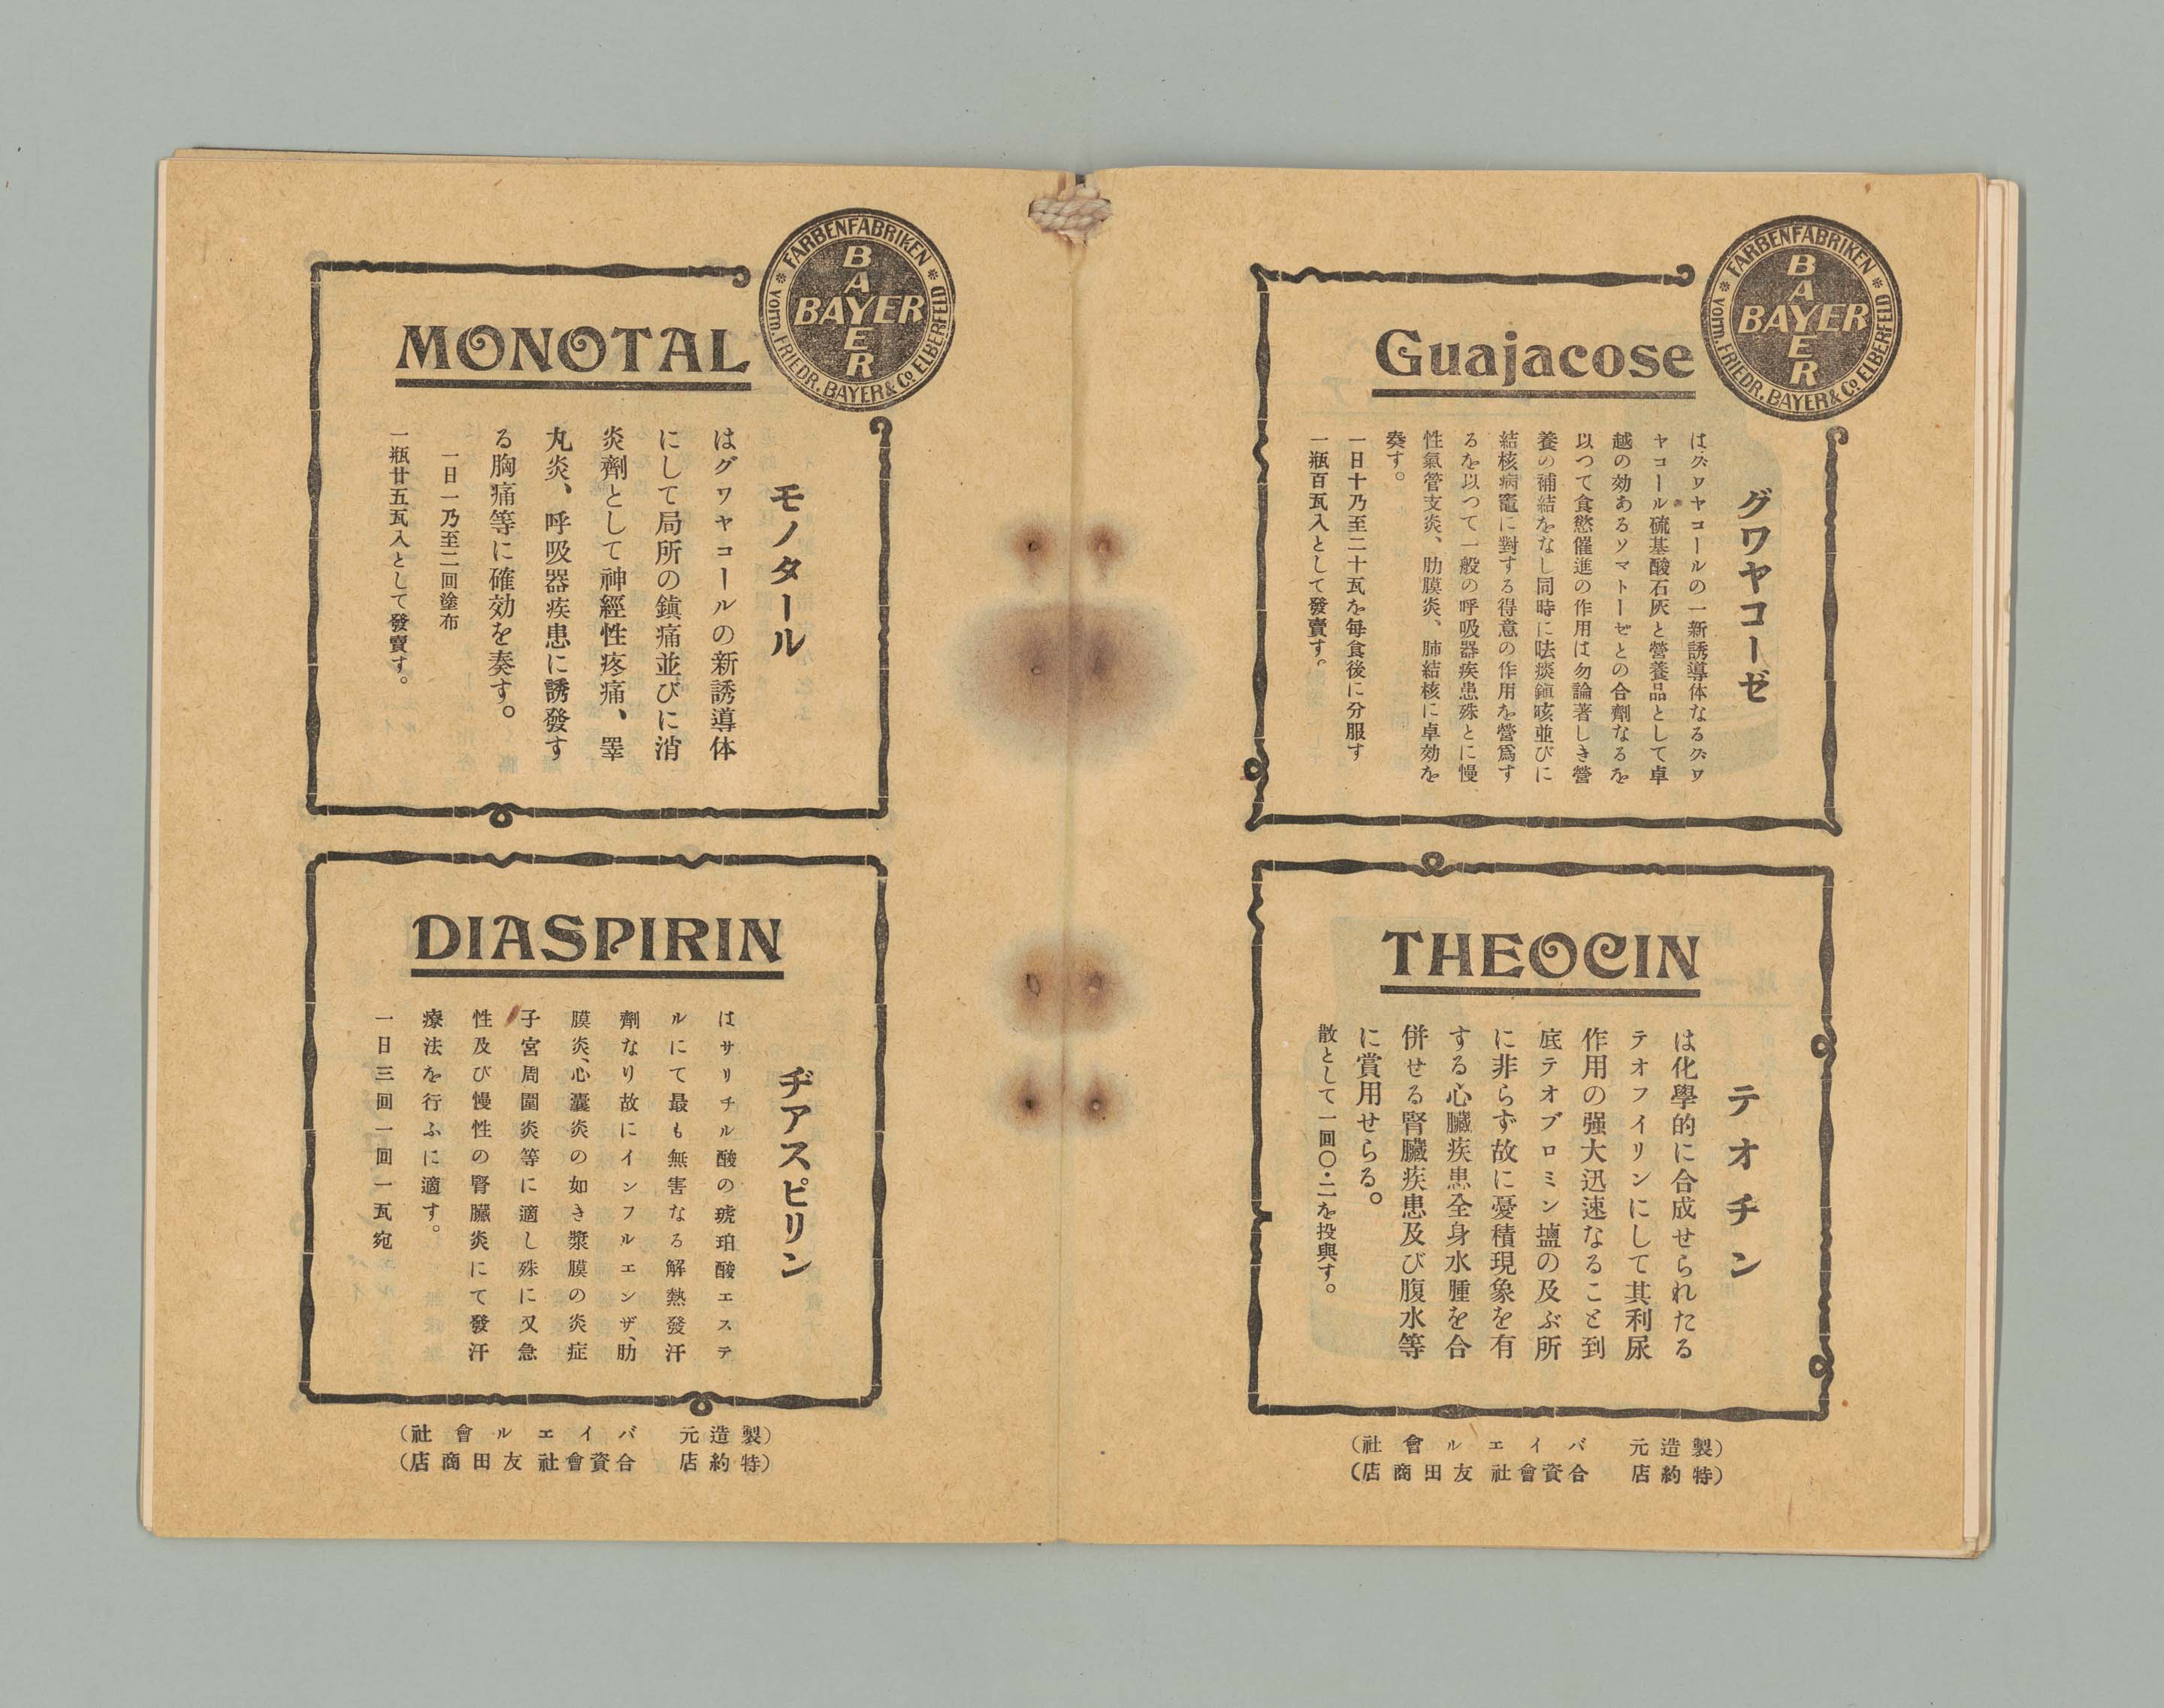 FARBENFABRIKEN
vorm. FRIEDR. BAYER & Co ELBERFELD
BAYER
BAYER
Guajacose
グワヤコーゼ
はグワヤコールの一新誘導体なるグワ
ヤコール硫基酸石灰と營養品として卓
越の効あるソマトーゼとの合劑なるを
以つて食慾催進の作用は勿論著しき營
養の補結をなし同時に呿痰鎭咳並びに
結核病竈に對する得意の作用を營爲す
るを以つて一般の呼吸器疾患殊とに慢
性氣管支炎、肋膜炎、肺結核に卓効を
奏す。
一日十乃至二十瓦を毎食後に分服す
一瓶百瓦入として發賣す。
THEOCIN
テオチン
は化學的に合成せられたる
テオフイリンにして其利尿
作用の强大迅速なること到
底テオブロミン塩の及ぶ所
に非らず故に憂積現象を有
する心臟疾患全身水腫を合
併せる腎臟疾患及び腹水等
に賞用せらる。
散として一回〇・二を投與す。
(製造元 バイエル會社)
(特約店 合資會社友田商店)
FARBENFABRIKEN
vorm. FRIEDR. BAYER & Co ELBERFELD
BAYER
BAYER
MONOTAL
モノタール
はグワヤコールの新誘導体
にして局所の鎭痛並びに消
炎劑として神經性疼痛、睪
丸炎、呼吸器疾患に誘發す
る胸痛等に確効を奏す。
一日一乃至二回塗布
一瓶廿五瓦入として發賣す。
DIASPIRIN
ヂアスピリン
はサリチル酸の琥珀酸エステ
ルにて最も無害なる解熱發汗
劑なり故にインフルエンザ、肋
膜炎、心囊炎の如き漿膜の炎症
子宮周圍炎等に適し殊に又急
性及び慢性の腎臟炎にて發汗
療法を行ふに適す。
一日三回一回一瓦宛
(製造元 バイエル會社)
(特約店 合資會社友田商店)